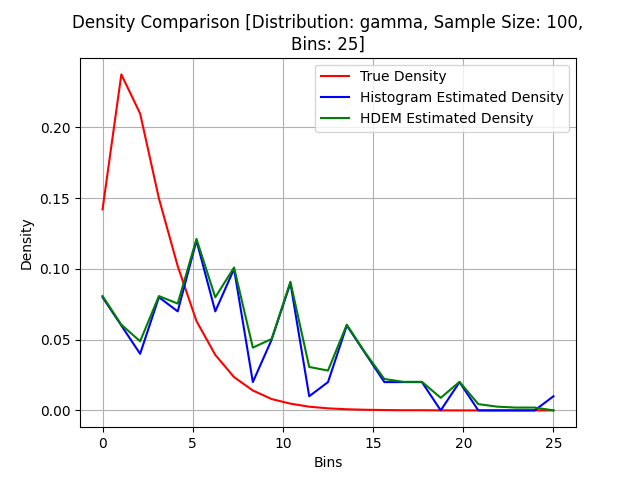 Density Comparison [Distribution: gamma, Sample Size: 100,
Bins: 25]
True Density
Histogram Estimated Density
HDEM Estimated Density
Density
0.20
0.15
0.10
0.05
0.00
0 5 10 15 20 25
Bins